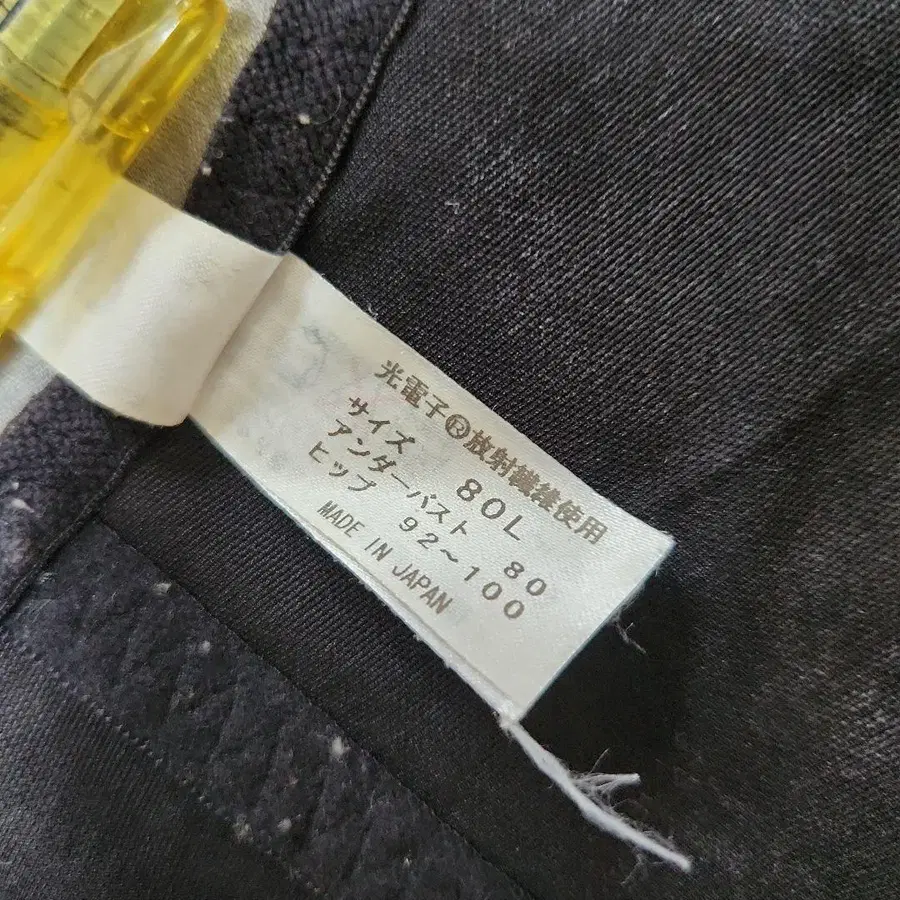 光電子®放射繊維使用
サイズ 80L
アンダーバスト 80
ヒップ 92~100
MADE IN JAPAN